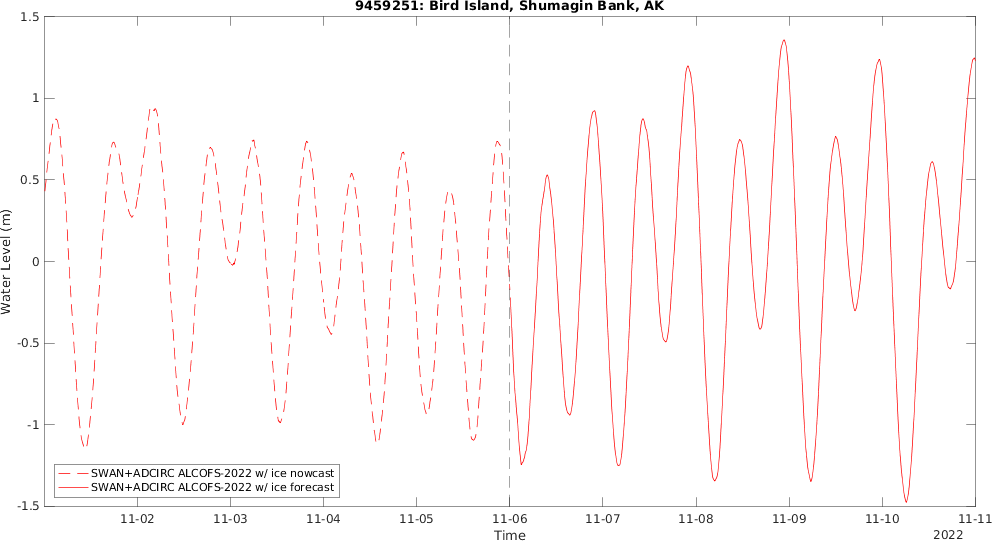 9459251: Bird Island, Shumagin Bank, AK
Water Level (m)
1.5
1
0.5
0
-0.5
-1
-1.5
SWAN+ADCIRC ALCOFS-2022 w/ ice nowcast
SWAN+ADCIRC ALCOFS-2022 w/ ice forecast
11-02 11-03 11-04 11-05 11-06 11-07 11-08 11-09 11-10 11-11
Time
2022